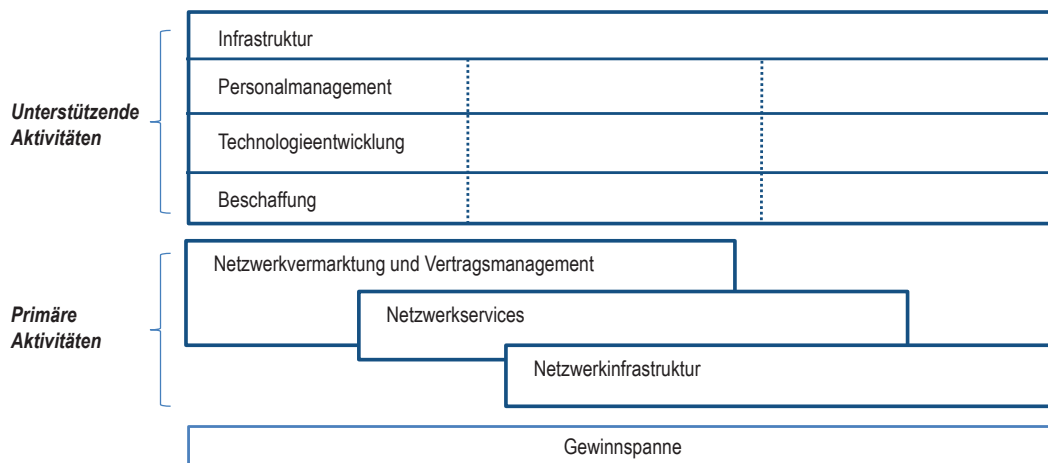 Unterstützende
Aktivitäten
Infrastruktur
Personalmanagement
Technologieentwicklung
Beschaffung
Primäre
Aktivitäten
Netzwerkvermarktung und Vertragsmanagement
Netzwerkservices
Netzwerkinfrastruktur
Gewinnspanne